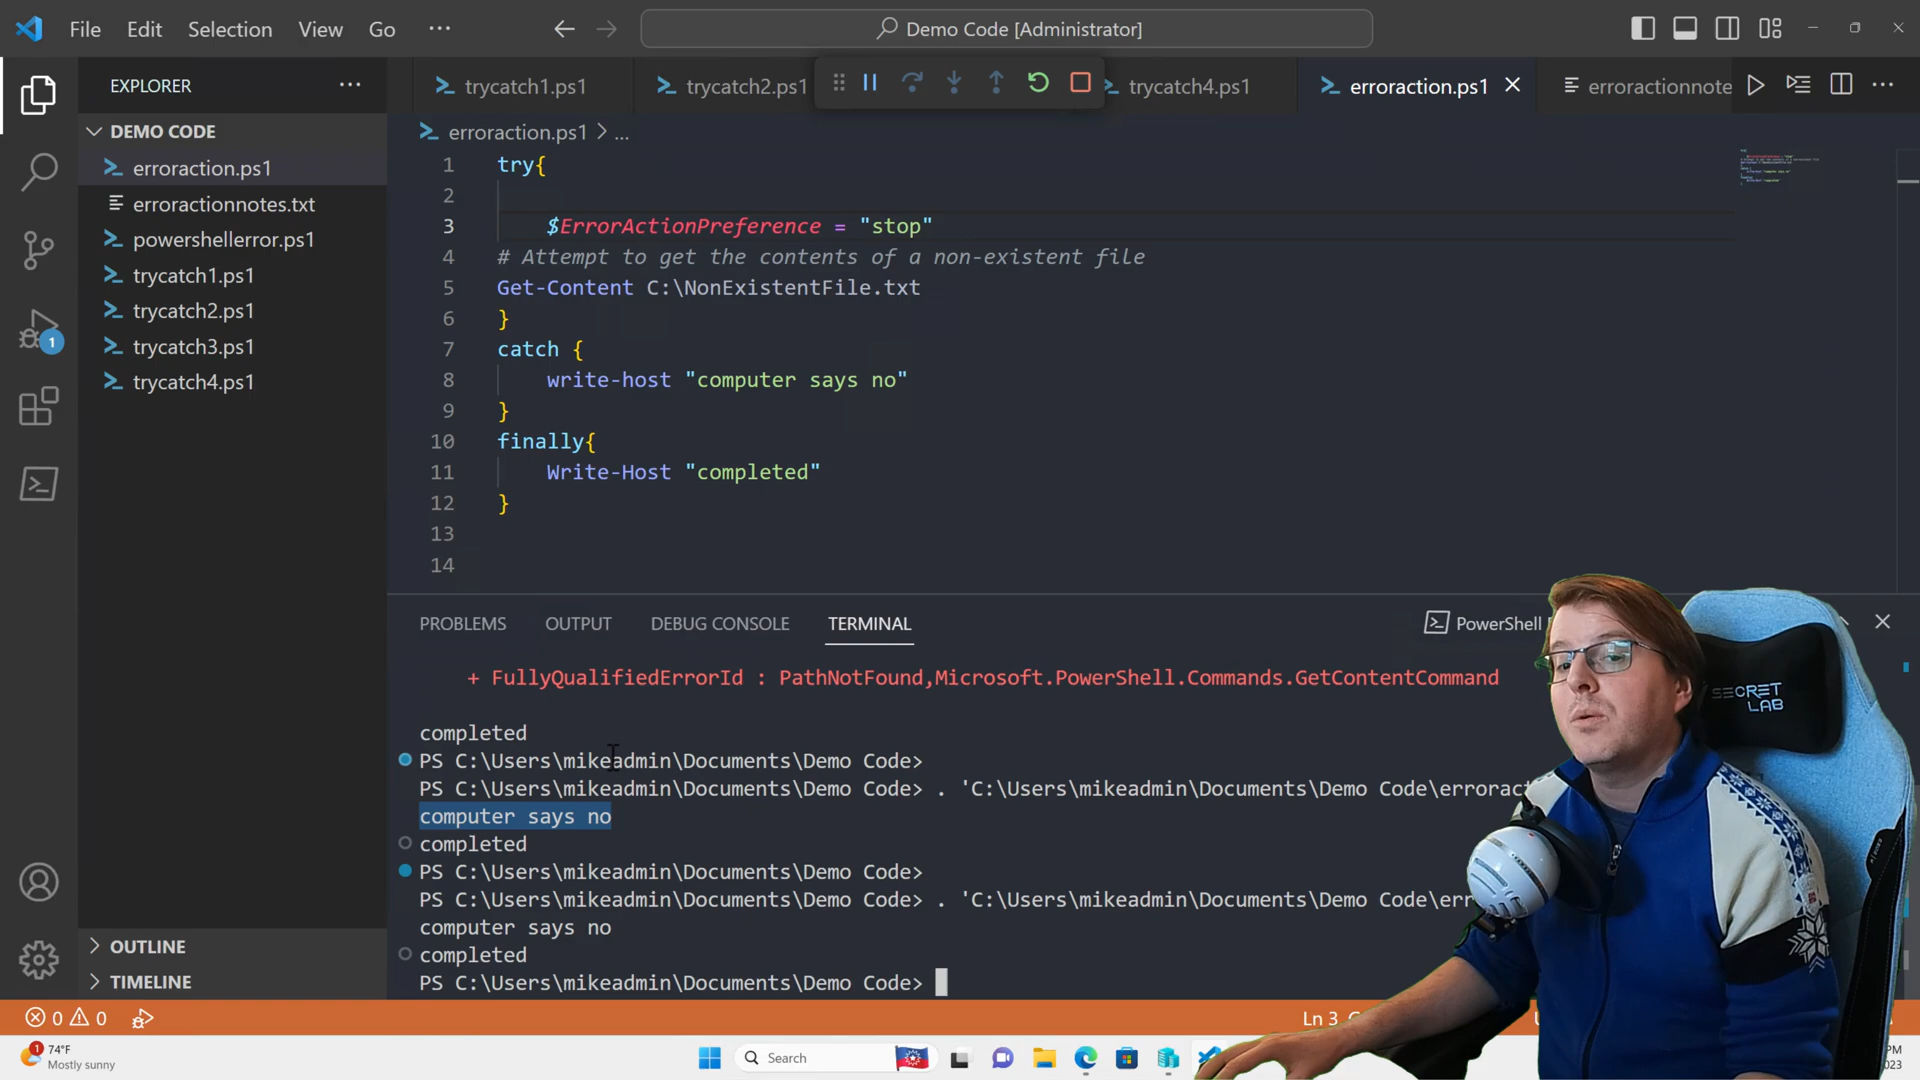 File Edit Selection View Go ··· Demo Code [Administrator]
EXPLORER ···
trycatch1.ps1 trycatch2.ps1 trycatch4.ps1 erroraction.ps1 erroractionnote
DEMO CODE
erroraction.ps1
erroractionnotes.txt
powershellerror.ps1
trycatch1.ps1
trycatch2.ps1
trycatch3.ps1
trycatch4.ps1
1
OUTLINE
TIMELINE
erroraction.ps1 > ...
1 try{
2
3 $ErrorActionPreference = "stop"
4 # Attempt to get the contents of a non-existent file
5 Get-Content C:\NonExistentFile.txt
6 }
7 catch {
8 write-host "computer says no"
9 }
10 finally{
11 Write-Host "completed"
12 }
13
14
PROBLEMS OUTPUT DEBUG CONSOLE TERMINAL PowerShell
+ FullyQualifiedErrorId : PathNotFound,Microsoft.PowerShell.Commands.GetContentCommand
completed
PS C:\Users\mikeadmin\Documents\Demo Code>
PS C:\Users\mikeadmin\Documents\Demo Code> . 'C:\Users\mikeadmin\Documents\Demo Code\erroract
computer says no
completed
PS C:\Users\mikeadmin\Documents\Demo Code>
PS C:\Users\mikeadmin\Documents\Demo Code> . 'C:\Users\mikeadmin\Documents\Demo Code\err
computer says no
completed
PS C:\Users\mikeadmin\Documents\Demo Code>
SECRET
LAB
0 0 Ln 3
1 74°F
Mostly sunny
Search
PM
023